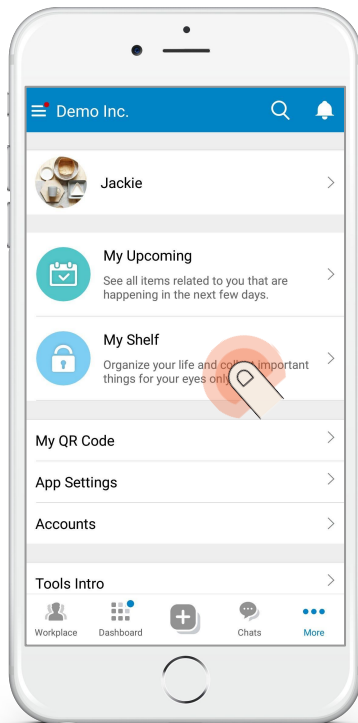 Demo Inc.
Jackie
My Upcoming
See all items related to you that are
happening in the next few days.
My Shelf
Organize your life and collect important
things for your eyes only
My QR Code
App Settings
Accounts
Tools Intro
Workplace Dashboard Chats More